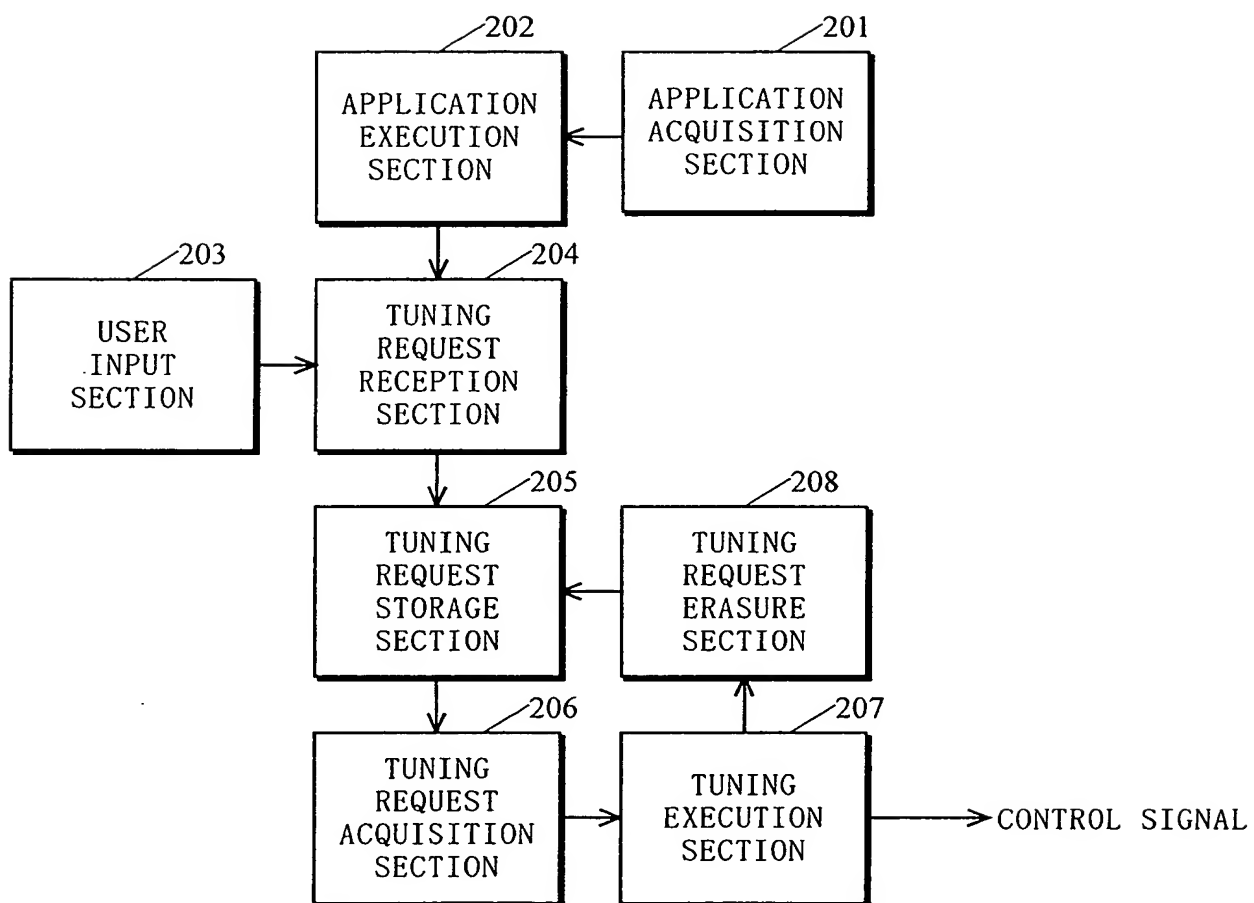 202
201
APPLICATION
EXECUTION
SECTION
APPLICATION
ACQUISITION
SECTION
203
204
USER
INPUT
SECTION
TUNING
REQUEST
RECEPTION
SECTION
205
208
TUNING
REQUEST
STORAGE
SECTION
TUNING
REQUEST
ERASURE
SECTION
206
207
TUNING
REQUEST
ACQUISITION
SECTION
TUNING
EXECUTION
SECTION
CONTROL SIGNAL